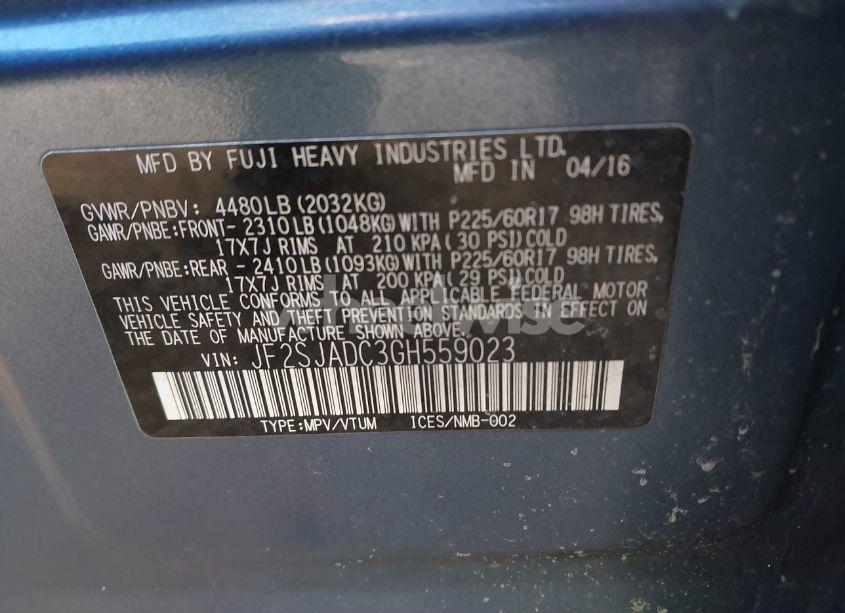 MFD BY FUJI HEAVY INDUSTRIES LTD.
MFD IN 04/16
GVWR/PNBV: 4480LB (2032KG)
GAWR/PNBE:FRONT- 2310LB (1048KG) WITH P225/60R17 98H TIRES,
17X7J RIMS AT 210 KPA( 30 PSI) COLD
GAWR/PNBE:REAR - 2410LB (1093KG) WITH P225/60R17 98H TIRES,
17X7J RIMS AT 200 KPA( 29 PSI) COLD
THIS VEHICLE CONFORMS TO ALL APPLICABLE FEDERAL MOTOR
VEHICLE SAFETY AND THEFT PREVENTION STANDARDS IN EFFECT ON
THE DATE OF MANUFACTURE SHOWN ABOVE.
VIN: JF2SJADC3GH559023
TYPE:MPV/VTUM ICES/NMB-002